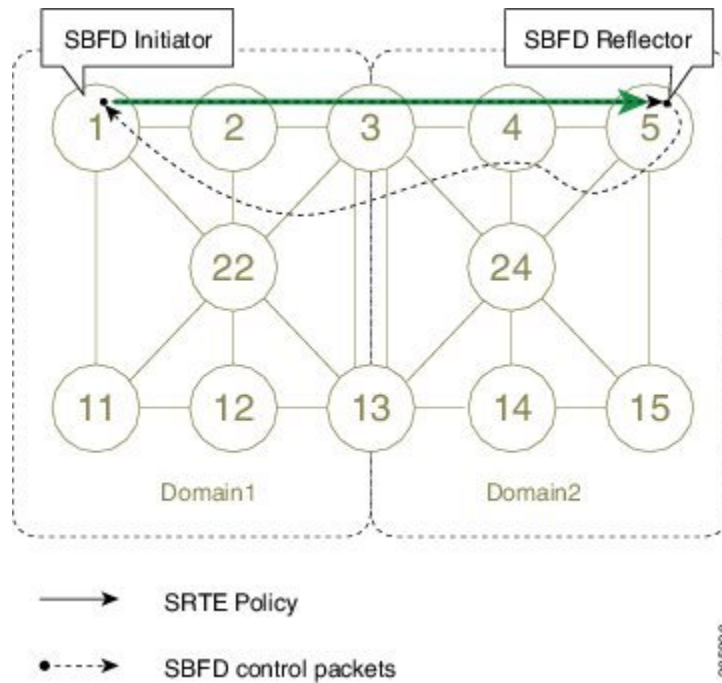 SBFD Initiator
SBFD Reflector
1 2 3 4 5
22 24
11 12 13 14 15
Domain1 Domain2
SRTE Policy
SBFD control packets